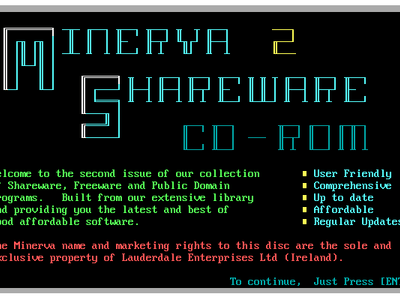 MINERVA 2
SHAREWARE
CD-ROM
elcome to the second issue of our collection
f Shareware, Freeware and Public Domain
rograms. Built from our extensive library
nd providing you the latest and best of
ood affordable software.
User Friendly
Comprehensive
Up to date
Affordable
Regular Updates
he Minerva name and marketing rights to this disc are the sole and
xclusive property of Lauderdale Enterprises Ltd (Ireland).
To continue, Just Press [ENT